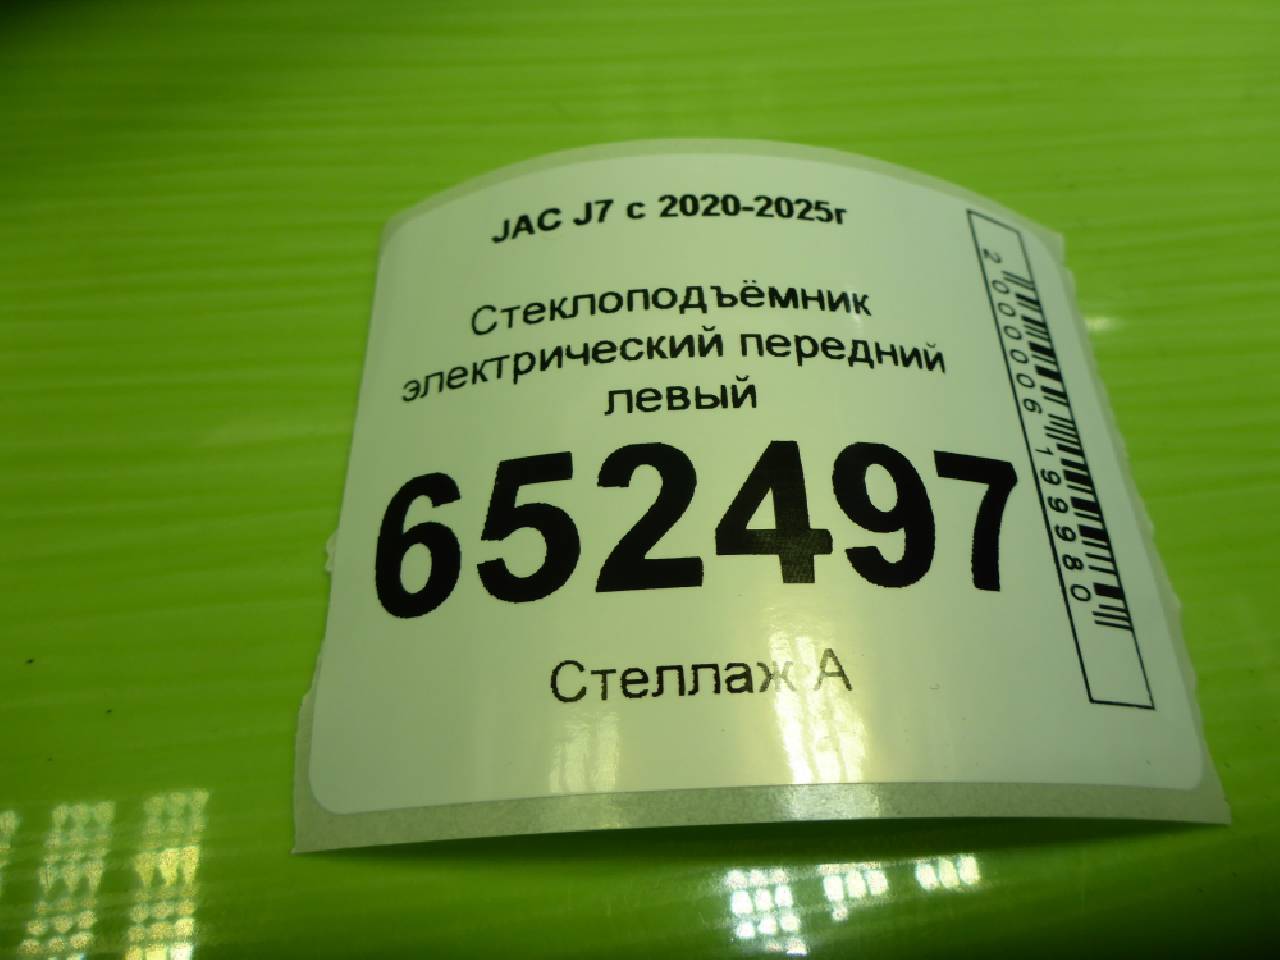 JAC J7 с 2020-2025г
Стеклоподъёмник
электрический передний
левый
652497
Стеллаж А
2000006199980